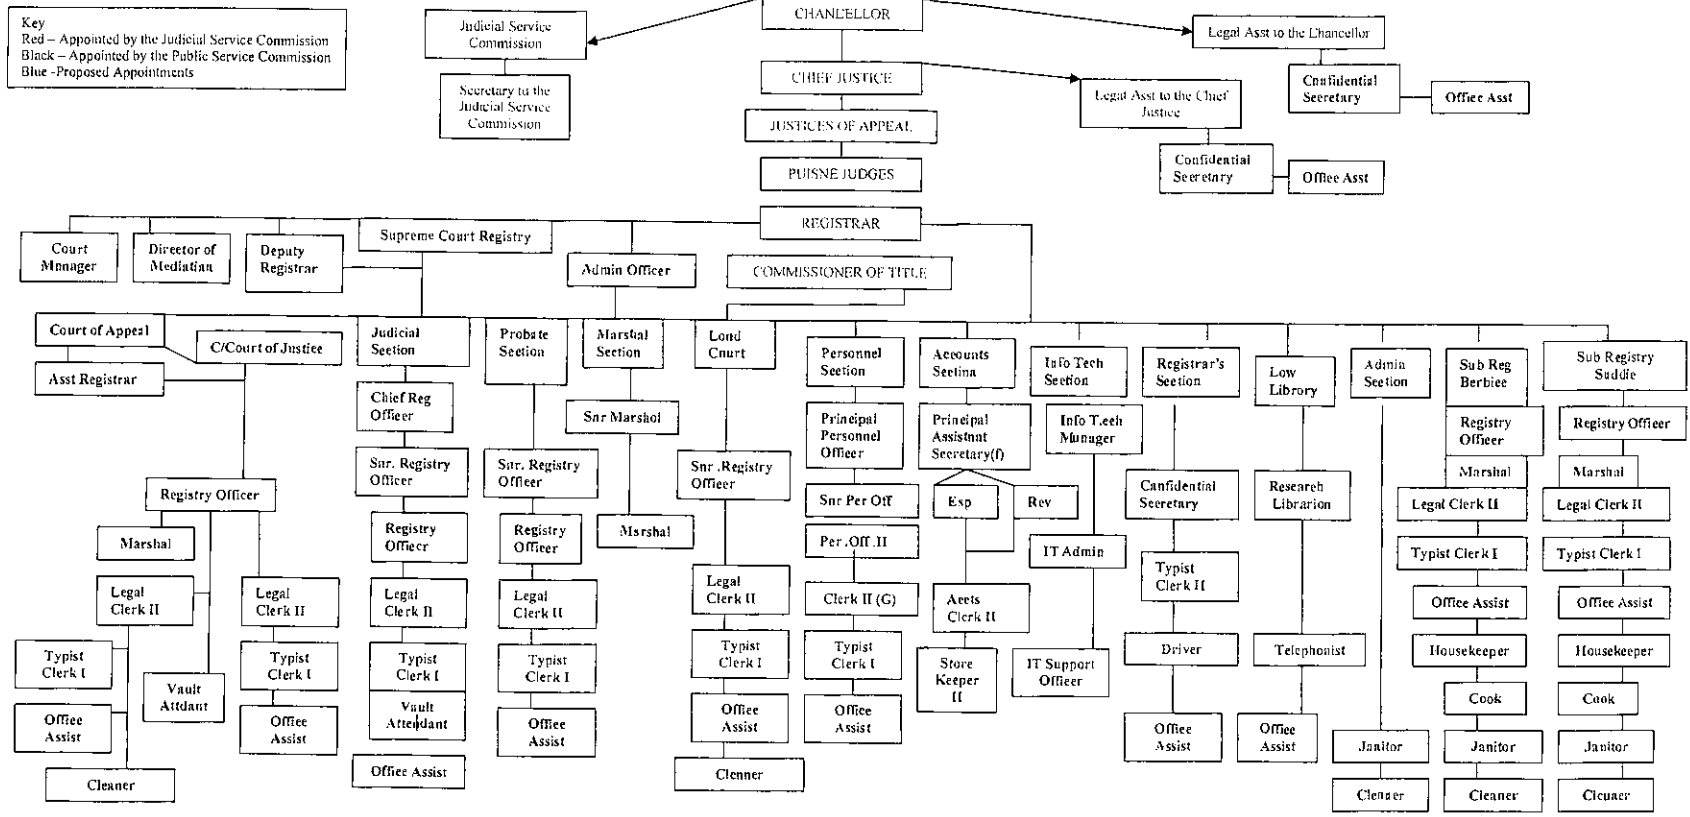 Key
Red – Appointed by the Judicial Service Commission
Black – Appointed by the Public Service Commission
Blue -Proposed Appointments
Judicial Service
Commission
Secretary to the
Judicial Service
Commission
CHANCELLOR
CHIEF JUSTICE
JUSTICES OF APPEAL
PUISNE JUDGES
Legal Asst to the Chancellor
Confidential
Secretary
Office Asst
Legal Asst to the Chief
Justice
Confidential
Secretary
Office Asst
REGISTRAR
Court
Manager
Director of
Mediation
Deputy
Registrar
Supreme Court Registry
Admin Officer
COMMISSIONER OF TITLE
Court of Appeal
C/Court of Justice
Asst Registrar
Registry Officer
Marshal
Legal
Clerk II
Typist
Clerk I
Office
Assist
Cleaner
Vault
Attdant
Legal
Clerk II
Typist
Clerk I
Office
Assist
Judicial
Section
Chief Reg
Officer
Snr. Registry
Officer
Registry
Officer
Legal
Clerk II
Typist
Clerk I
Vault
Attendant
Office Assist
Probate
Section
Snr. Registry
Officer
Registry
Officer
Legal
Clerk II
Typist
Clerk I
Office
Assist
Marshal
Section
Snr Marshal
Marshal
Land
Court
Snr .Registry
Officer
Legal
Clerk II
Typist
Clerk I
Office
Assist
Cleaner
Personnel
Section
Principal
Personnel
Officer
Snr Per Off
Per .Off .II
Clerk II (G)
Typist
Clerk I
Office
Assist
Accounts
Section
Principal
Assistnat
Secretary(f)
Exp
Rev
Accts
Clerk II
Store
Keeper
II
Info Tech
Section
Info T.ech
Manager
IT Admin
IT Support
Officer
Registrar's
Section
Confidential
Secretary
Typist
Clerk II
Driver
Office
Assist
Law
Library
Research
Librarion
Telephonist
Office
Assist
Admin
Section
Janitor
Cleaner
Sub Reg
Berbice
Registry
Officer
Marshal
Legal Clerk II
Typist Clerk I
Office Assist
Housekeeper
Cook
Janitor
Cleaner
Sub Registry
Suddie
Registry Officer
Marshal
Legal Clerk II
Typist Clerk I
Office Assist
Housekeeper
Cook
Janitor
Cleaner